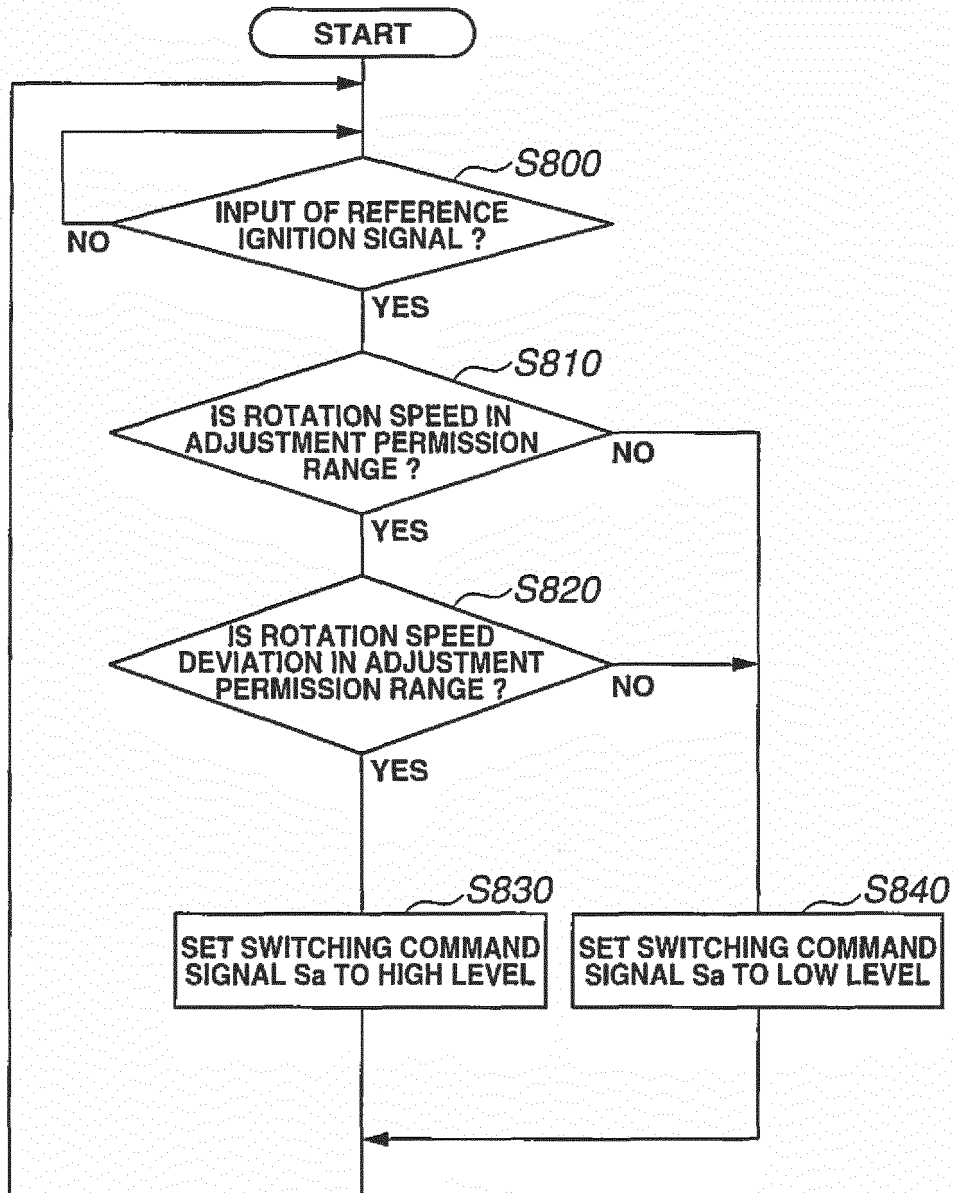 START
S800
INPUT OF REFERENCE
IGNITION SIGNAL ?
NO
YES
S810
IS ROTATION SPEED IN
ADJUSTMENT PERMISSION
RANGE ?
NO
YES
S820
IS ROTATION SPEED
DEVIATION IN ADJUSTMENT
PERMISSION RANGE ?
NO
YES
S830
SET SWITCHING COMMAND
SIGNAL Sa TO HIGH LEVEL
S840
SET SWITCHING COMMAND
SIGNAL Sa TO LOW LEVEL